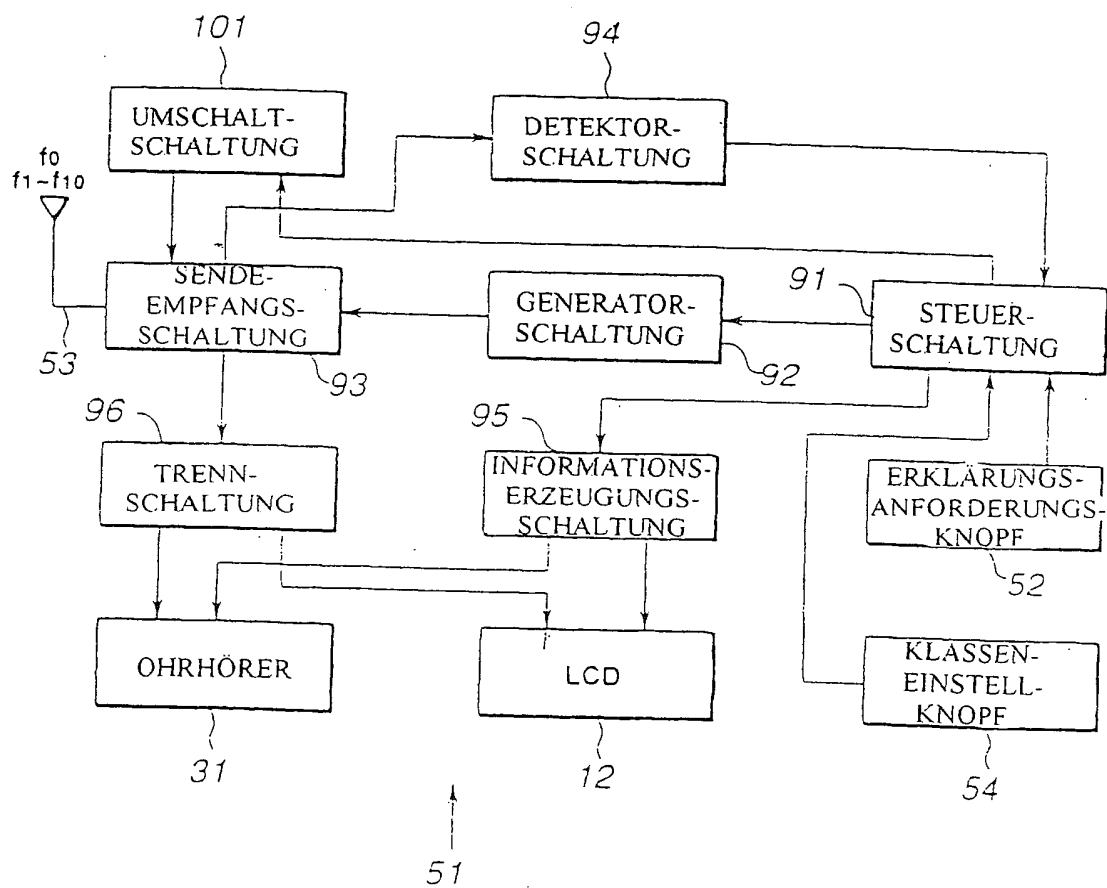 101
94
UMSCHALT-
SCHALTUNG
DETEKTOR-
SCHALTUNG
f0
f1~f10
SENDE-
EMPFANGS-
SCHALTUNG
GENERATOR-
SCHALTUNG
91
STEUER-
SCHALTUNG
53
93
92
96
95
TRENN-
SCHALTUNG
INFORMATIONS-
ERZEUGUNGS-
SCHALTUNG
ERKLÄRUNGS-
ANFORDERUNGS-
KNOPF
52
OHRHÖRER
LCD
KLASSEN-
EINSTELL-
KNOPF
31
12
54
51